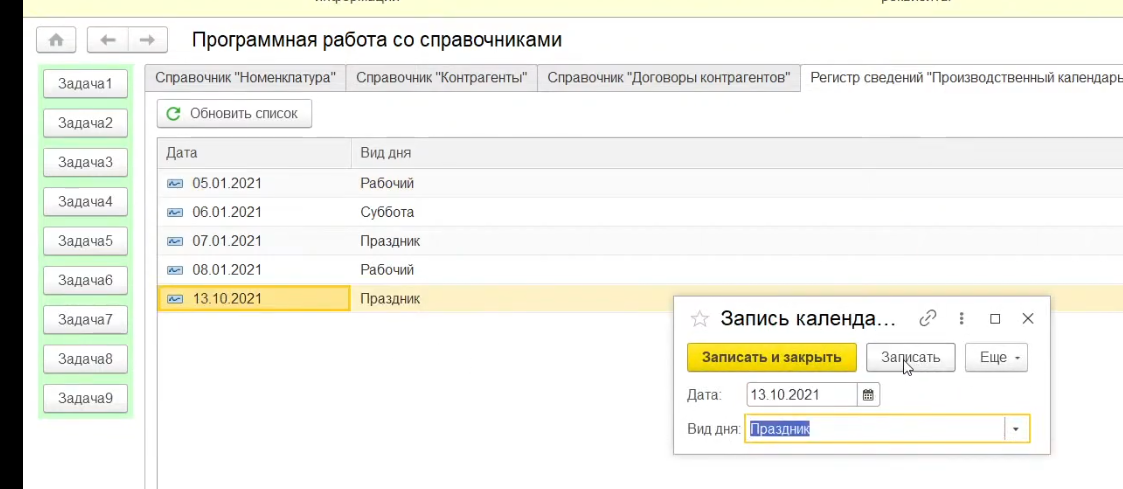 Программная работа со справочниками
Задача1
Задача2
Задача3
Задача4
Задача5
Задача6
Задача7
Задача8
Задача9
Справочник "Номенклатура" Справочник "Контрагенты" Справочник "Договоры контрагентов" Регистр сведений "Производственный календарь
Обновить список
Дата Вид дня
05.01.2021 Рабочий
06.01.2021 Суббота
07.01.2021 Праздник
08.01.2021 Рабочий
13.10.2021 Праздник
Запись календа...
Записать и закрыть Записать Еще
Дата: 13.10.2021
Вид дня: Праздник